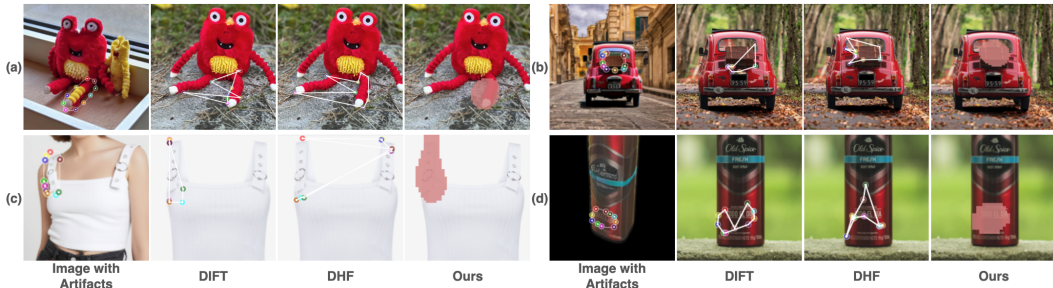 (a)
(b)
Old Spice
FRESH
Old Spice
FRESH
Old Spice
FRESH
(c)
(d)
Image with
Artifacts
DIFT
DHF
Ours
Image with
Artifacts
DIFT
DHF
Ours